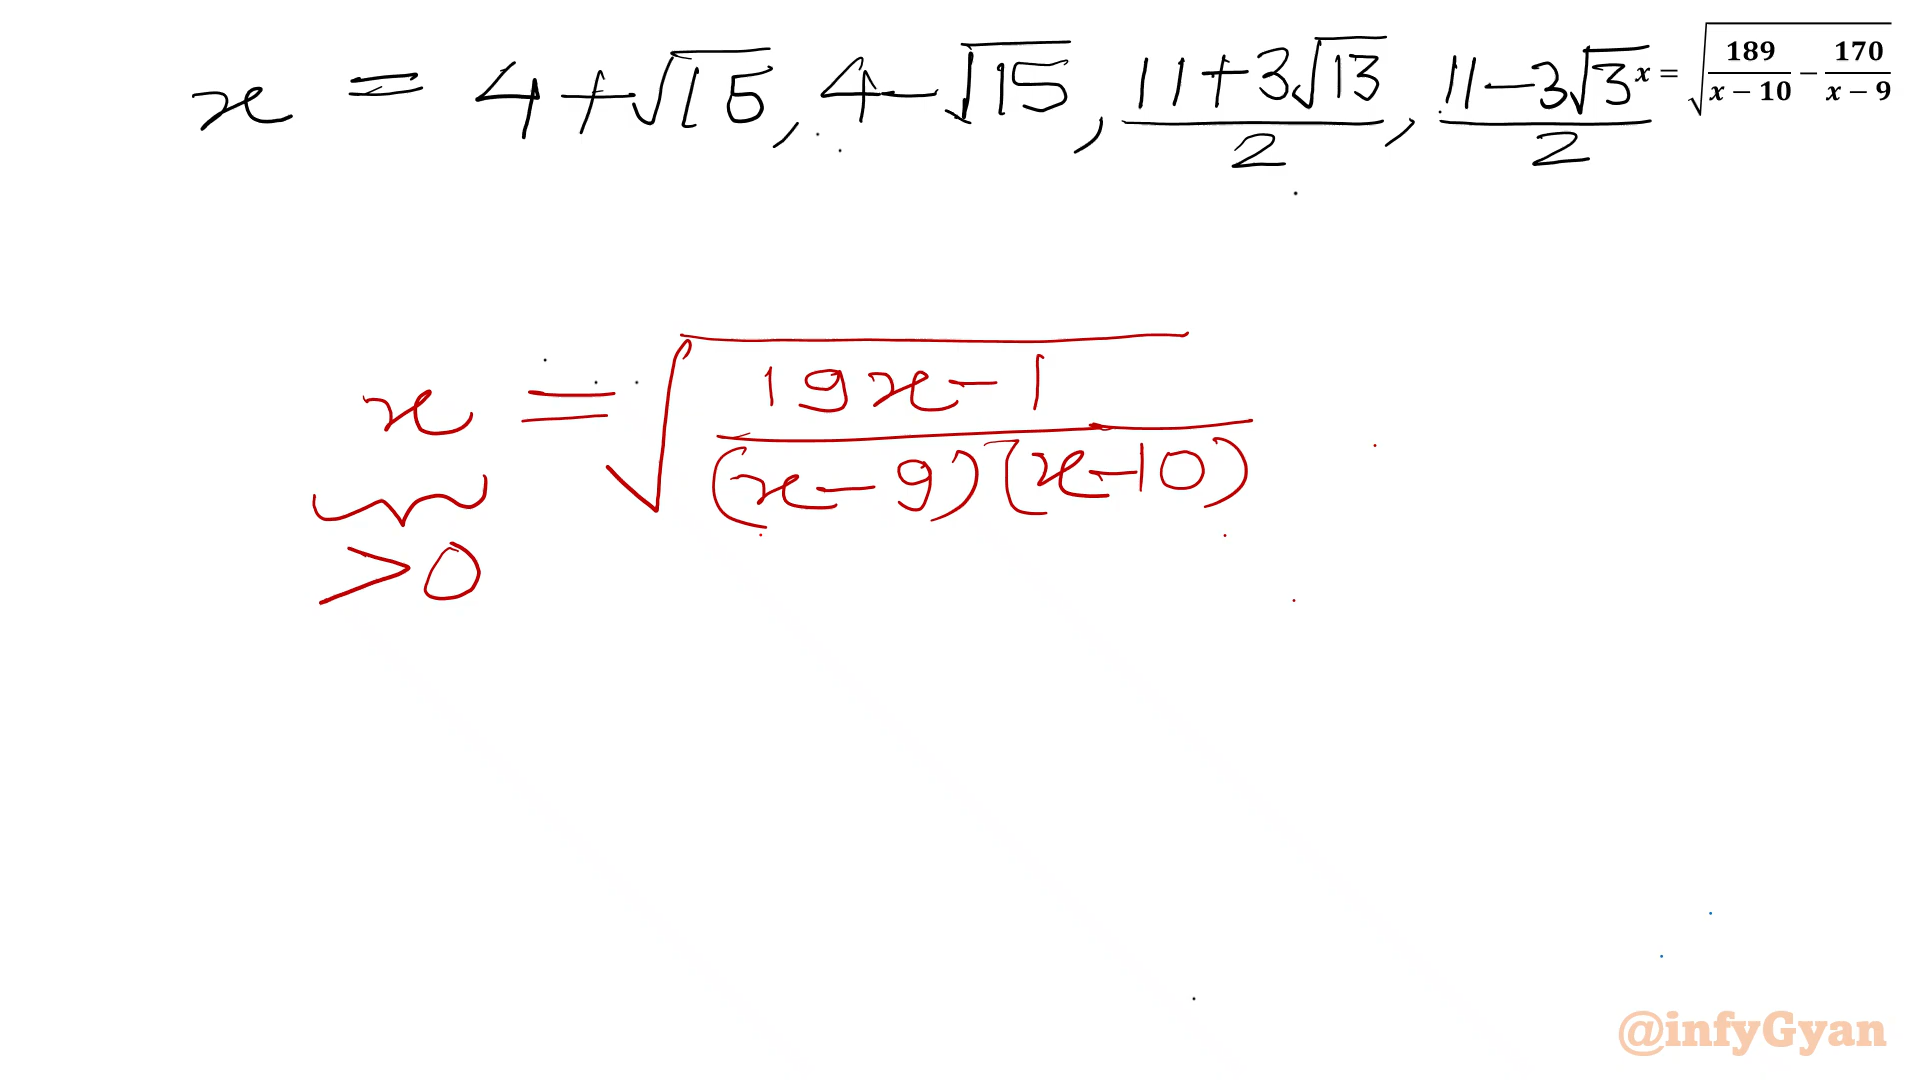 x = 4+√15, 4-√15, (11+3√13)/2, (11-3√3)/2
x = √(189/(x − 10) − 170/(x − 9))
x = √((19x-1)/((x-9)(x-10)))
>0
@infyGyan